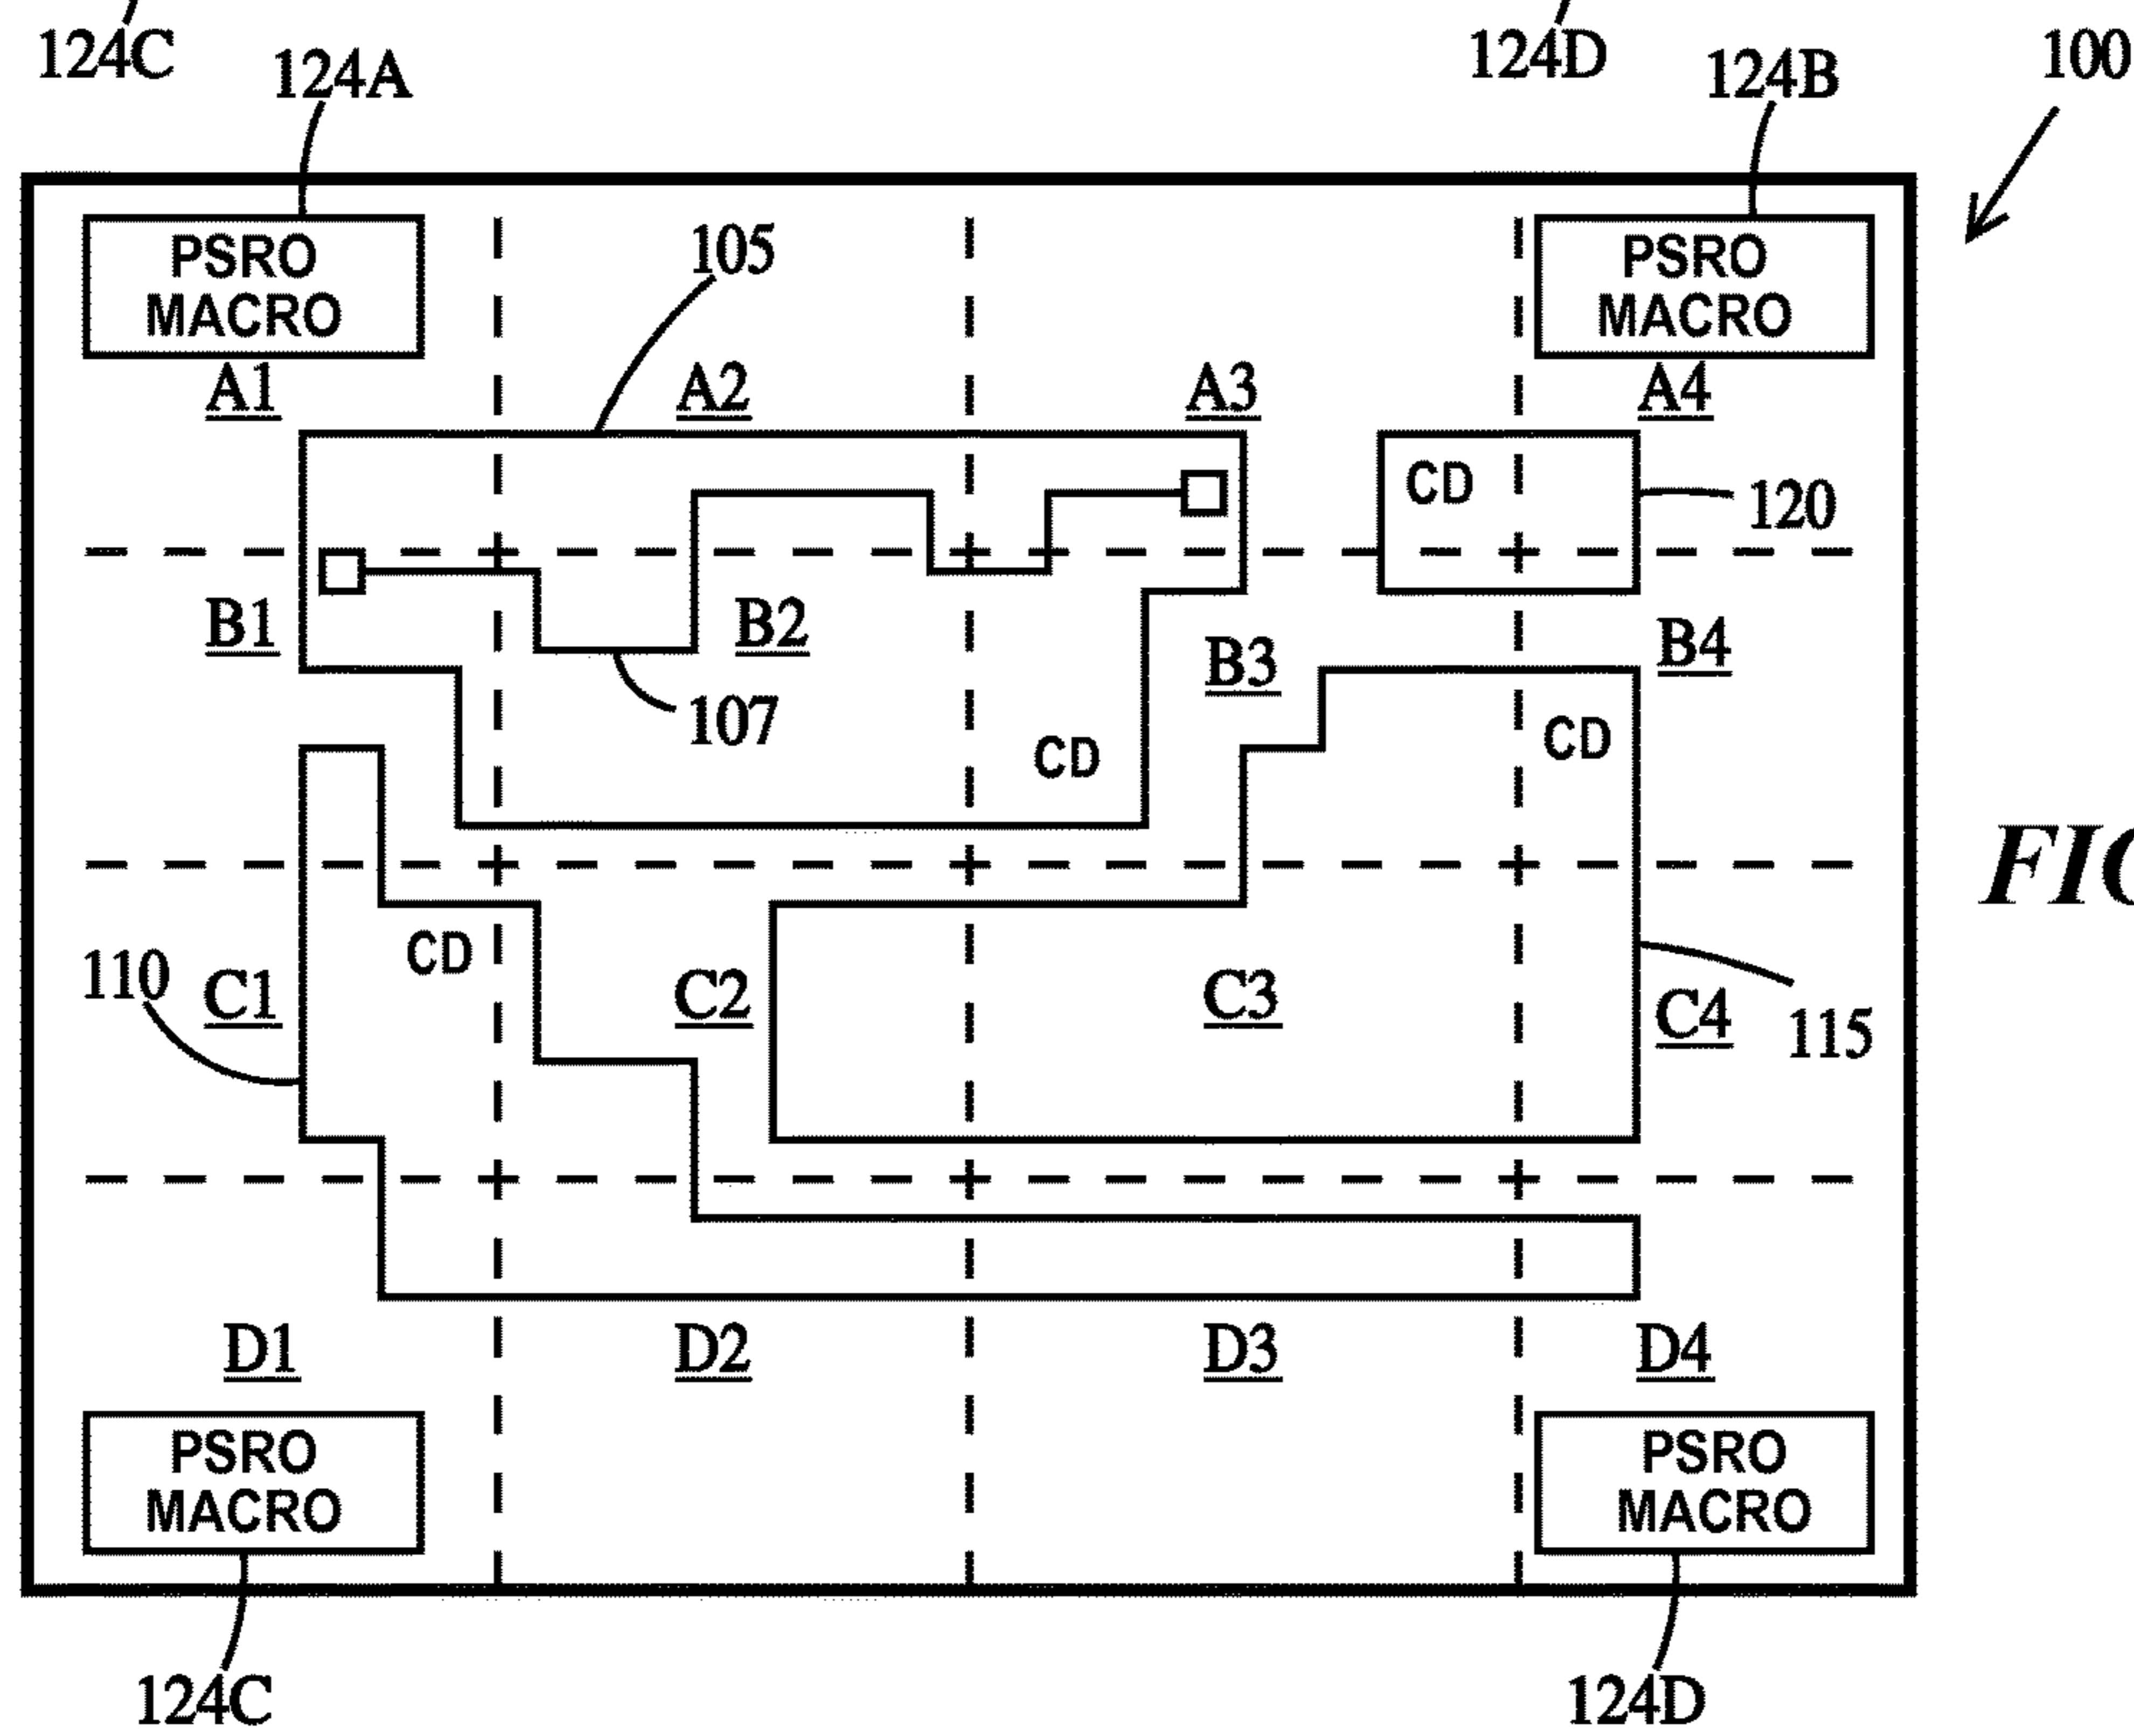 124C
124D
100
124A
124B
PSRO
MACRO
PSRO
MACRO
105
A1
A2
A3
A4
CD
120
B1
B2
B3
B4
107
CD
CD
CD
110
C1
C2
C3
C4
115
D1
D2
D3
D4
PSRO
MACRO
PSRO
MACRO
124C
124D